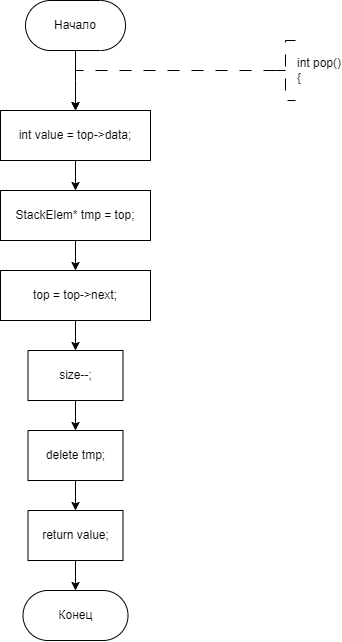 Начало
int pop()
{
int value = top->data;
StackElem* tmp = top;
top = top->next;
size--;
delete tmp;
return value;
Конец